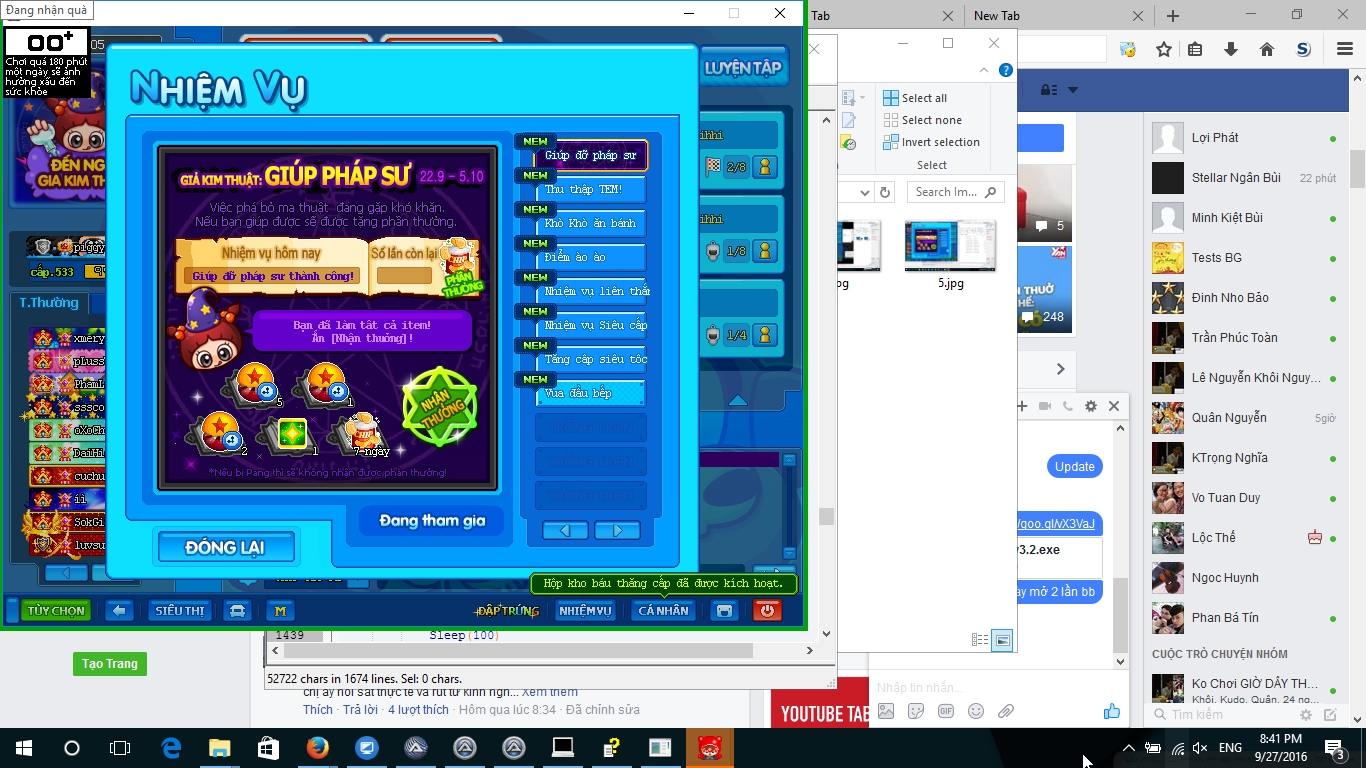 Đang nhận quà
00+
05
Chơi quá 180 phút
một ngày sẽ ảnh
hưởng xấu đến
sức khỏe
NHIỆM VỤ
LUYỆN TẬP
ĐẾN NG
GIA KIM T
cấp.533
T.Thường
xmery
pLuss
PhamL
sssco
oXoCh
DaiHi
cuchu
SokGi
luvsu
GIẢ KIM THUẬT: GIÚP PHÁP SƯ 22.9 – 5.10
Việc phá bỏ ma thuật đang gặp khó khăn.
Nếu bạn giúp được sẽ được tặng phần thưởng.
Nhiệm vụ hôm nay
Số lần còn lại
Giúp đỡ pháp sư thành công!
PHẦN THƯỞNG
Bạn đã làm tất cả item!
Ấn [Nhận thưởng]!
5
1
2
1
7 ngày
NHẬN THƯỞNG
*Nếu bị Pang thì sẽ không nhận được phần thưởng!
NEW
Giúp đỡ pháp sư
NEW
Thu thập TEM!
NEW
Khò Khò ăn bánh
NEW
Điểm ào ào
NEW
Nhiệm vụ liên thắn
NEW
Nhiệm vụ Siêu cấp
NEW
Tăng cấp siêu tốc
NEW
Vua đầu bếp
ihhi
2/8
ihhi
1/8
1/4
Đang tham gia
ĐÓNG LẠI
Hộp kho báu thăng cấp đã được kích hoạt.
TÙY CHỌN
SIÊU THỊ
M
ĐẬP TRỨNG
NHIỆM VỤ
CÁ NHÂN
1439
Sleep(100)
52722 chars in 1674 lines. Sel: 0 chars.
Tạo Trang
chị ấy nói sát thực tế và rút từ kinh ngh... Xem thêm
Thích · Trả lời · 4 lượt thích · Hôm qua lúc 8:34 · Đã chỉnh sửa
YOUTUBE TAB
Tab
New Tab
Select all
Select none
Invert selection
Select
Search Im...
pg
5.jpg
5
N THUỞ
HẾ:
248
Update
/goo.gl/vX3VaJ
v3.2.exe
ay mở 2 lần bb
Nhập tin nhắn...
GIF
Lợi Phát
Stellar Ngân Bùi
22 phút
Minh Kiệt Bùi
Tests BG
Đinh Nho Bảo
Trần Phúc Toàn
Lê Nguyễn Khôi Nguy...
Quân Nguyễn
5giờ
KTrọng Nghĩa
Vo Tuan Duy
Lộc Thế
Ngoc Huynh
Phan Bá Tín
CUỘC TRÒ CHUYỆN NHÓM
Ko Chơi GIỜ DẬY TH...
Khôi, Kudo, Quân, 24 ng...
Tìm kiếm
ENG
8:41 PM
9/27/2016
3